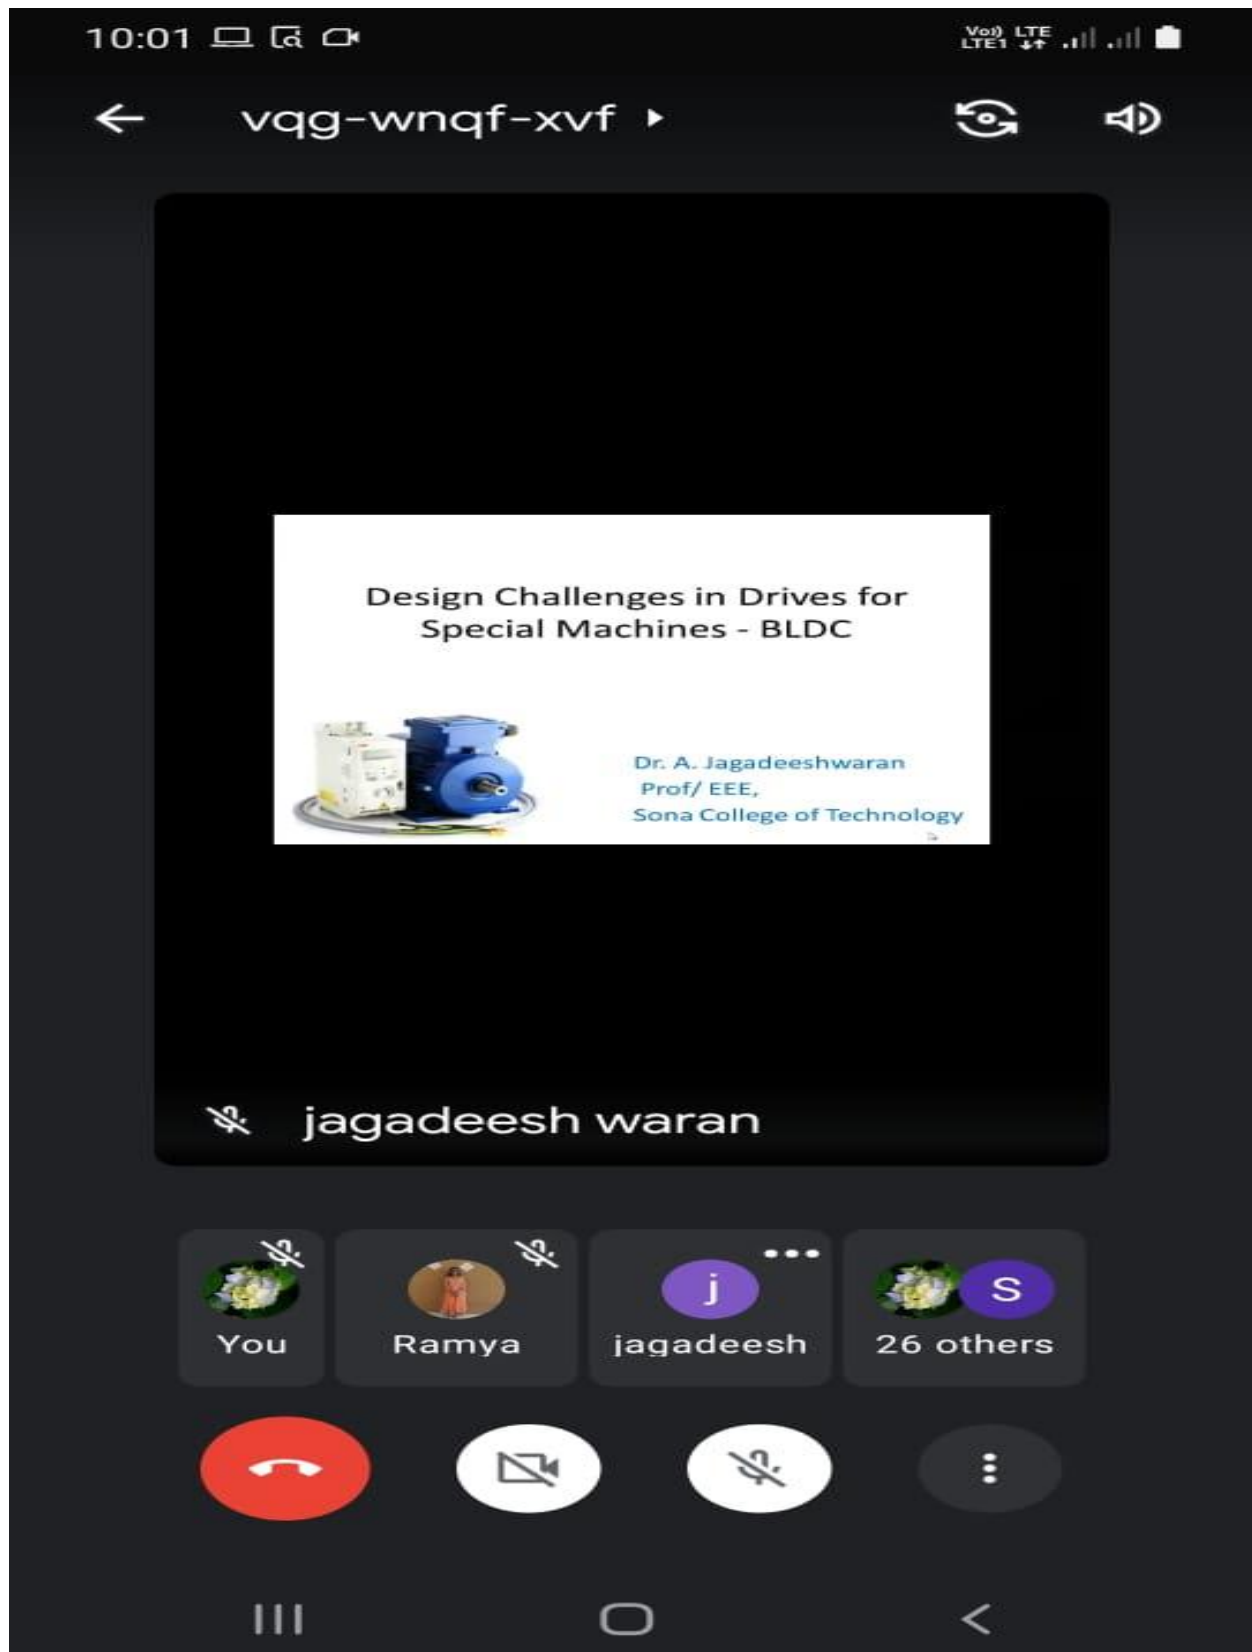 10:01
Vo)) LTE
LTE1
vqg-wnqf-xvf
Design Challenges in Drives for
Special Machines - BLDC
Dr. A. Jagadeeshwaran
Prof/ EEE,
Sona College of Technology
jagadeesh waran
j
S
You
Ramya
jagadeesh
26 others